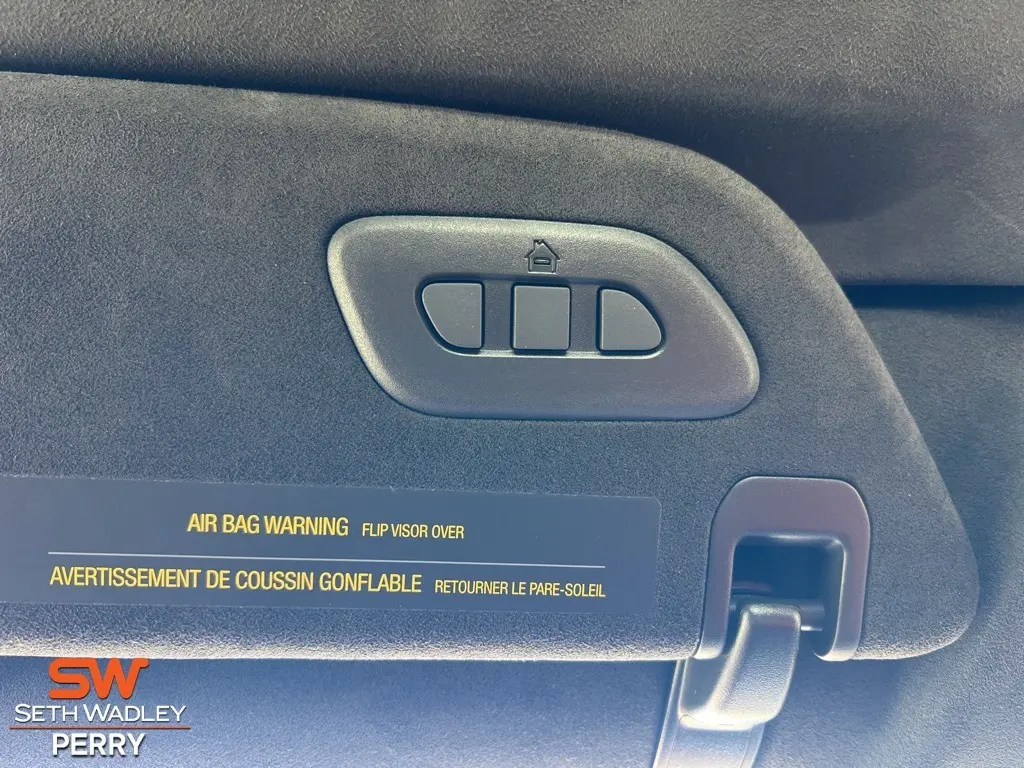 AIR BAG WARNING FLIP VISOR OVER
AVERTISSEMENT DE COUSSIN GONFLABLE RETOURNER LE PARE-SOLEIL
SW
SETH WADLEY
PERRY